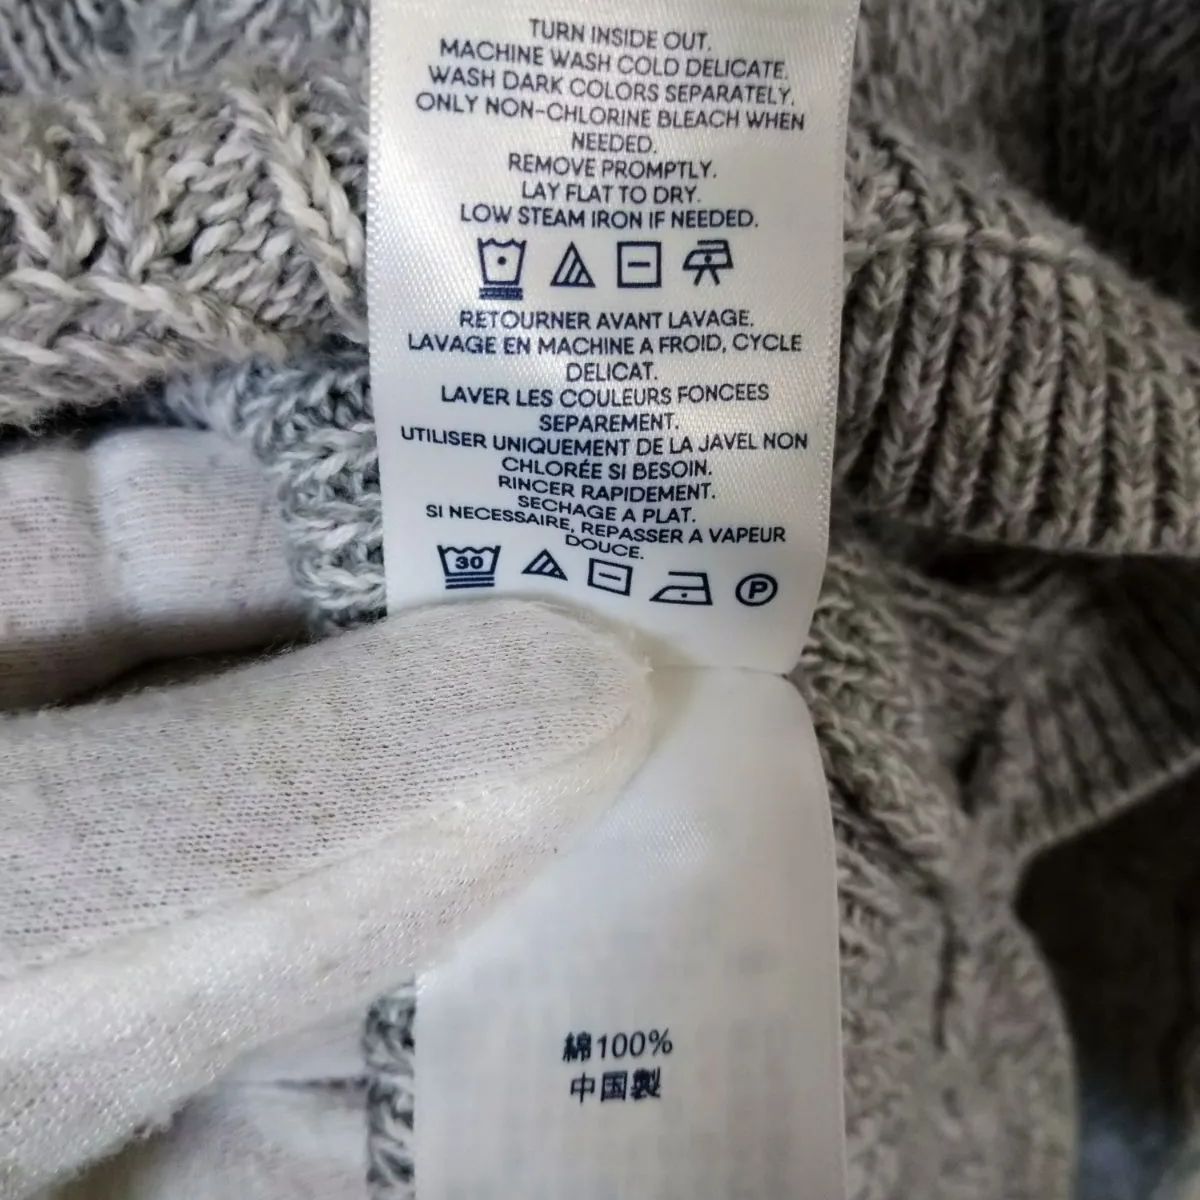 TURN INSIDE OUT.
MACHINE WASH COLD DELICATE.
WASH DARK COLORS SEPARATELY.
ONLY NON-CHLORINE BLEACH WHEN
NEEDED.
REMOVE PROMPTLY.
LAY FLAT TO DRY.
LOW STEAM IRON IF NEEDED.
RETOURNER AVANT LAVAGE.
LAVAGE EN MACHINE A FROID, CYCLE
DELICAT.
LAVER LES COULEURS FONCEES
SEPAREMENT.
UTILISER UNIQUEMENT DE LA JAVEL NON
CHLORÉE SI BESOIN.
RINCER RAPIDEMENT.
SECHAGE A PLAT.
SI NECESSAIRE, REPASSER A VAPEUR
DOUCE.
30
P
綿100%
中国製